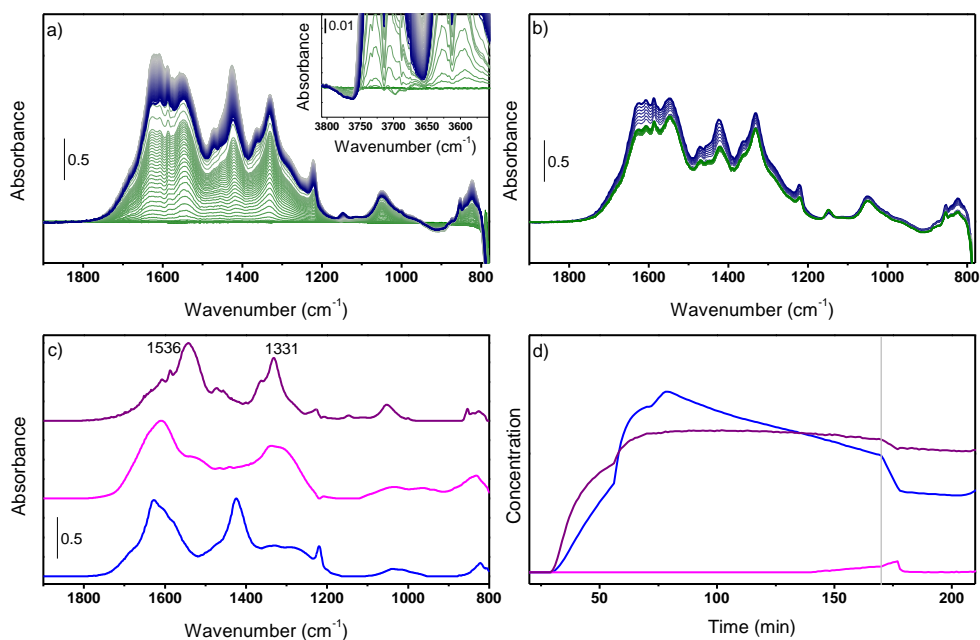 a)
0.01
Absorbance
3800 3750 3700 3650 3600
Wavenumber (cm-1)
Absorbance
0.5
1800 1600 1400 1200 1000 800
Wavenumber (cm-1)
b)
Absorbance
0.5
1800 1600 1400 1200 1000 800
Wavenumber (cm-1)
c)
1536
1331
Absorbance
0.5
1800 1600 1400 1200 1000 800
Wavenumber (cm-1)
d)
Concentration
50 100 150 200
Time (min)